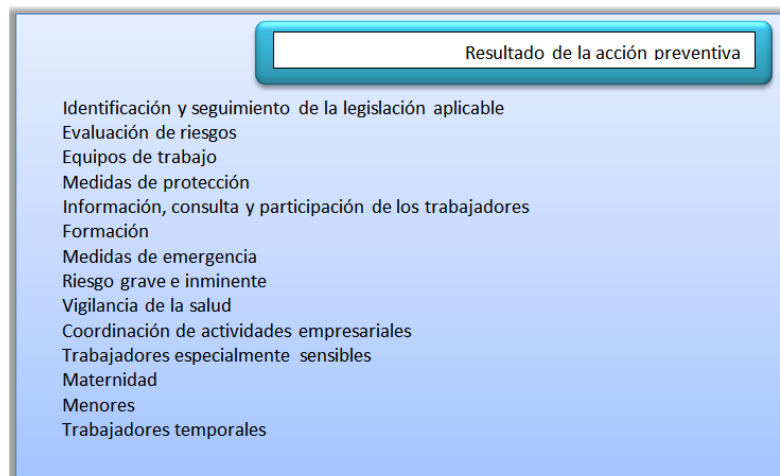 Resultado de la acción preventiva
Identificación y seguimiento de la legislación aplicable
Evaluación de riesgos
Equipos de trabajo
Medidas de protección
Información, consulta y participación de los trabajadores
Formación
Medidas de emergencia
Riesgo grave e inminente
Vigilancia de la salud
Coordinación de actividades empresariales
Trabajadores especialmente sensibles
Maternidad
Menores
Trabajadores temporales